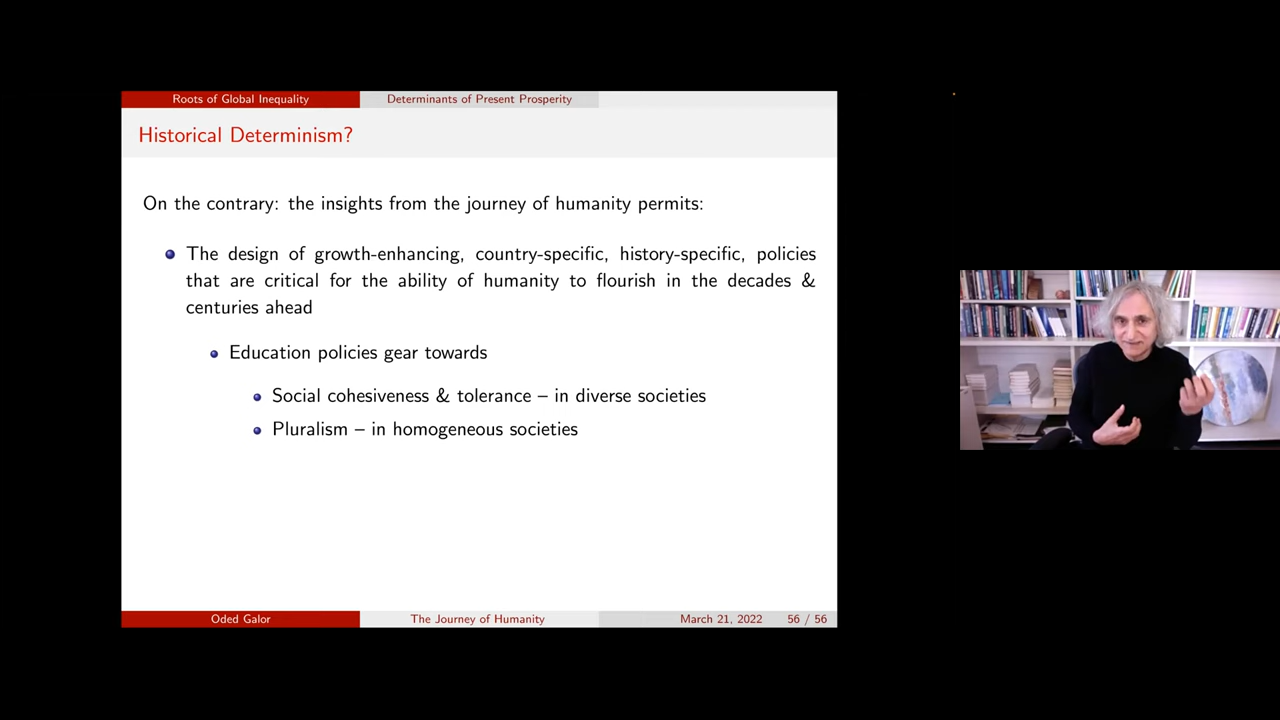 Roots of Global Inequality
Determinants of Present Prosperity
Historical Determinism?
On the contrary: the insights from the journey of humanity permits:
The design of growth-enhancing, country-specific, history-specific, policies
that are critical for the ability of humanity to flourish in the decades &
centuries ahead
Education policies gear towards
Social cohesiveness & tolerance – in diverse societies
Pluralism – in homogeneous societies
Oded Galor
The Journey of Humanity
March 21, 2022
56 / 56